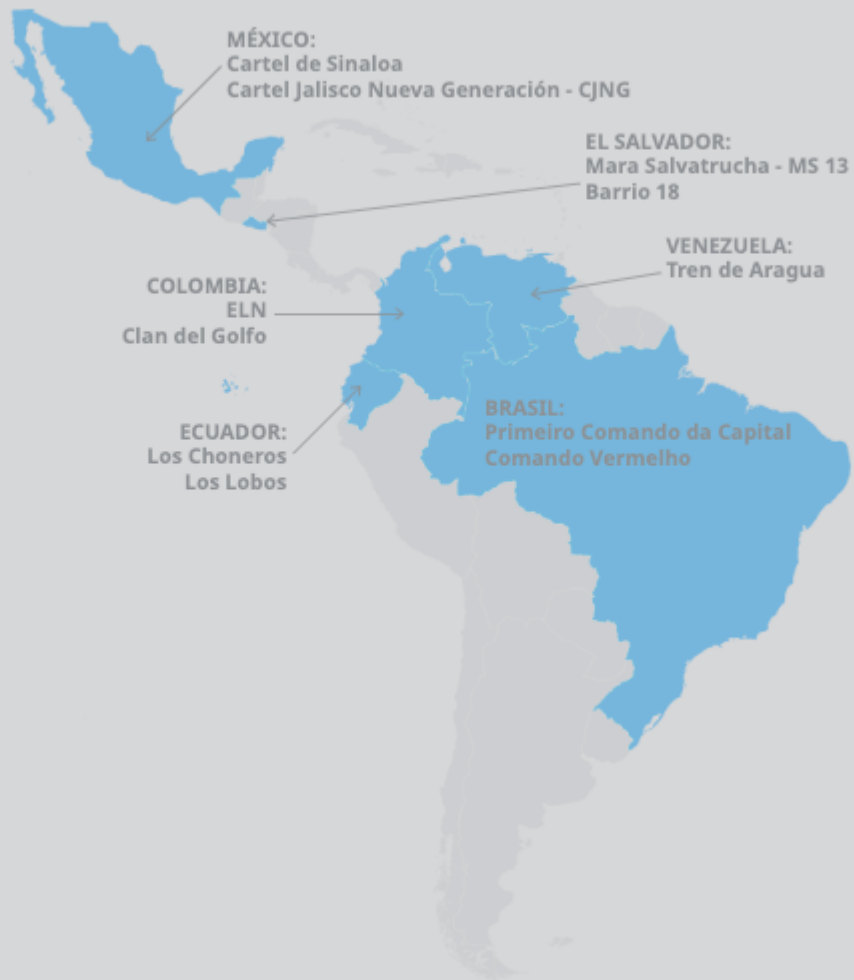 MÉXICO:
Cartel de Sinaloa
Cartel Jalisco Nueva Generación - CJNG
EL SALVADOR:
Mara Salvatrucha - MS 13
Barrio 18
VENEZUELA:
Tren de Aragua
COLOMBIA:
ELN
Clan del Golfo
ECUADOR:
Los Choneros
Los Lobos
BRASIL:
Primeiro Comando da Capital
Comando Vermelho